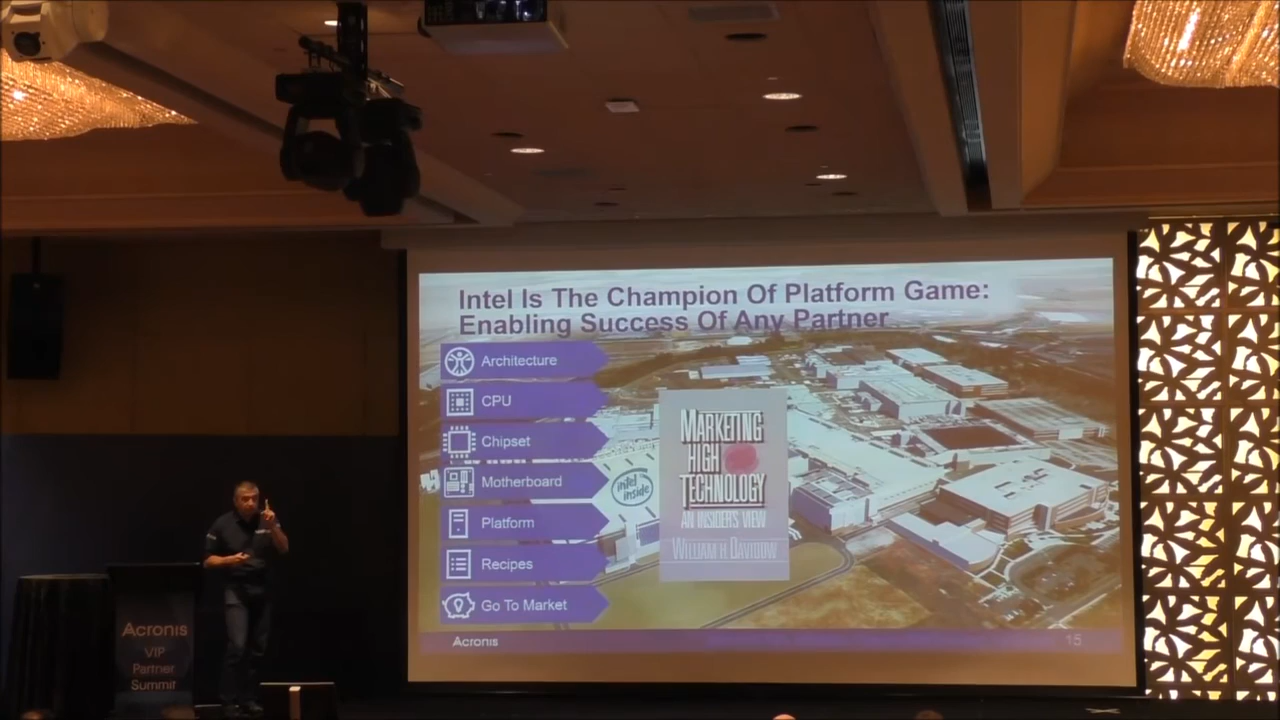 Intel Is The Champion Of Platform Game:
Enabling Success Of Any Partner
Architecture
CPU
Chipset
Motherboard
Platform
Recipes
Go To Market
intel
inside
MARKETING
HIGH
TECHNOLOGY
AN INSIDER'S VIEW
WILLIAM H. DAVIDOW
Acronis
15
Acronis
VIP
Partner
Summit